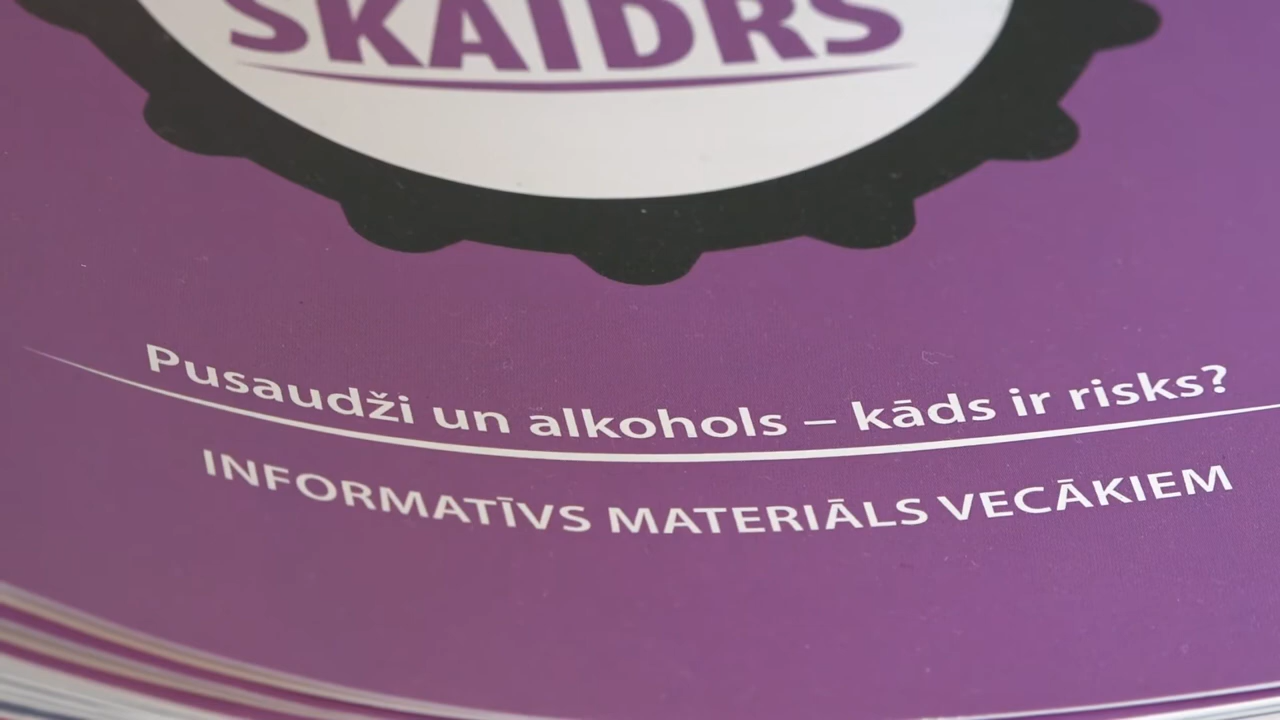 SKAIDRS
Pusaudži un alkohols – kāds ir risks?
INFORMATĪVS MATERIĀLS VECĀKIEM